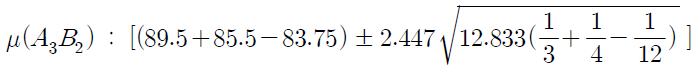 μ(A₃B₂) : [(89.5+85.5−83.75) ± 2.447√(12.833(1/3+1/4−1/12)) ]